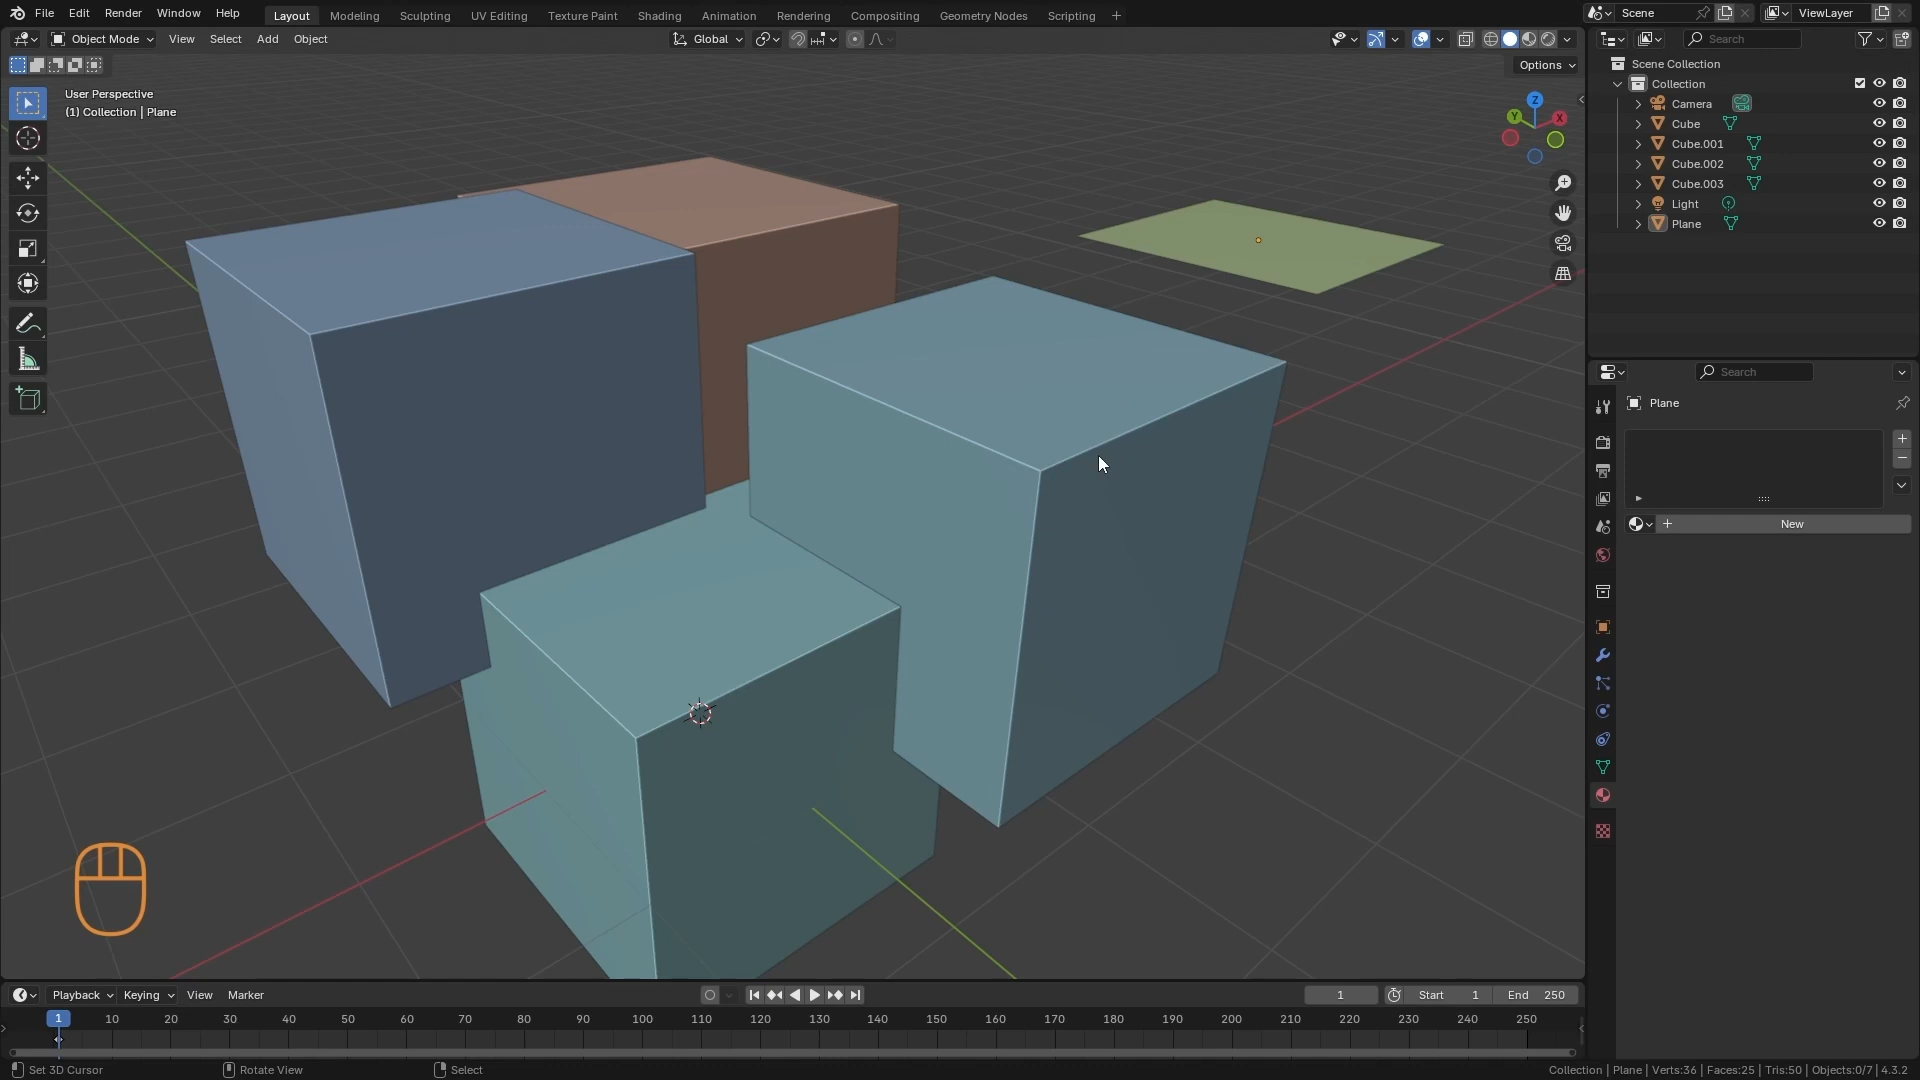 File Edit Render Window Help Layout Modeling Sculpting UV Editing Texture Paint Shading Animation Rendering Compositing Geometry Nodes Scripting + Scene ViewLayer
Object Mode View Select Add Object Global Search
Options
User Perspective
(1) Collection | Plane
Z
Y
X
Scene Collection
Collection
Camera
Cube
Cube.001
Cube.002
Cube.003
Light
Plane
Search
Plane
+ New
Playback Keying View Marker 1 Start 1 End 250
1 10 20 30 40 50 60 70 80 90 100 110 120 130 140 150 160 170 180 190 200 210 220 230 240 250
Set 3D Cursor Rotate View Select Collection | Plane | Verts:36 | Faces:25 | Tris:50 | Objects:0/7 | 4.3.2